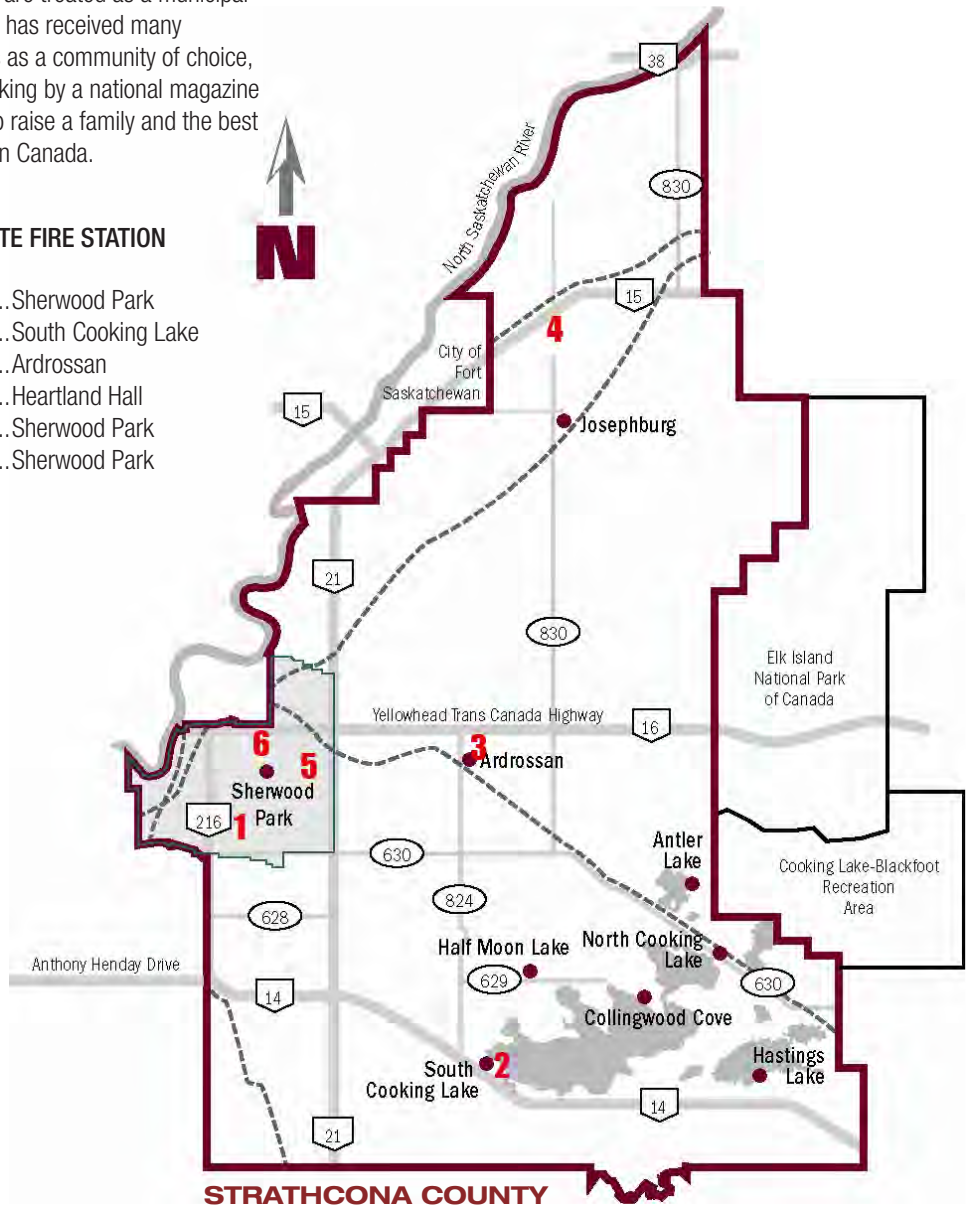 are treated as a municipal
has received many
as a community of choice,
king by a national magazine
o raise a family and the best
n Canada.
TE FIRE STATION
..Sherwood Park
..South Cooking Lake
..Ardrossan
..Heartland Hall
..Sherwood Park
..Sherwood Park
N
38
North Saskatchewan River
830
15
4
City of
Fort
Saskatchewan
15
Josephburg
21
830
Elk Island
National Park
of Canada
Yellowhead Trans Canada Highway
16
6
3
5
Ardrossan
Sherwood
Park
216
1
630
Antler
Lake
Cooking Lake-Blackfoot
Recreation
Area
824
628
Half Moon Lake
North Cooking
Lake
Anthony Henday Drive
629
630
14
Collingwood Cove
2
South
Cooking Lake
Hastings
Lake
14
21
STRATHCONA COUNTY